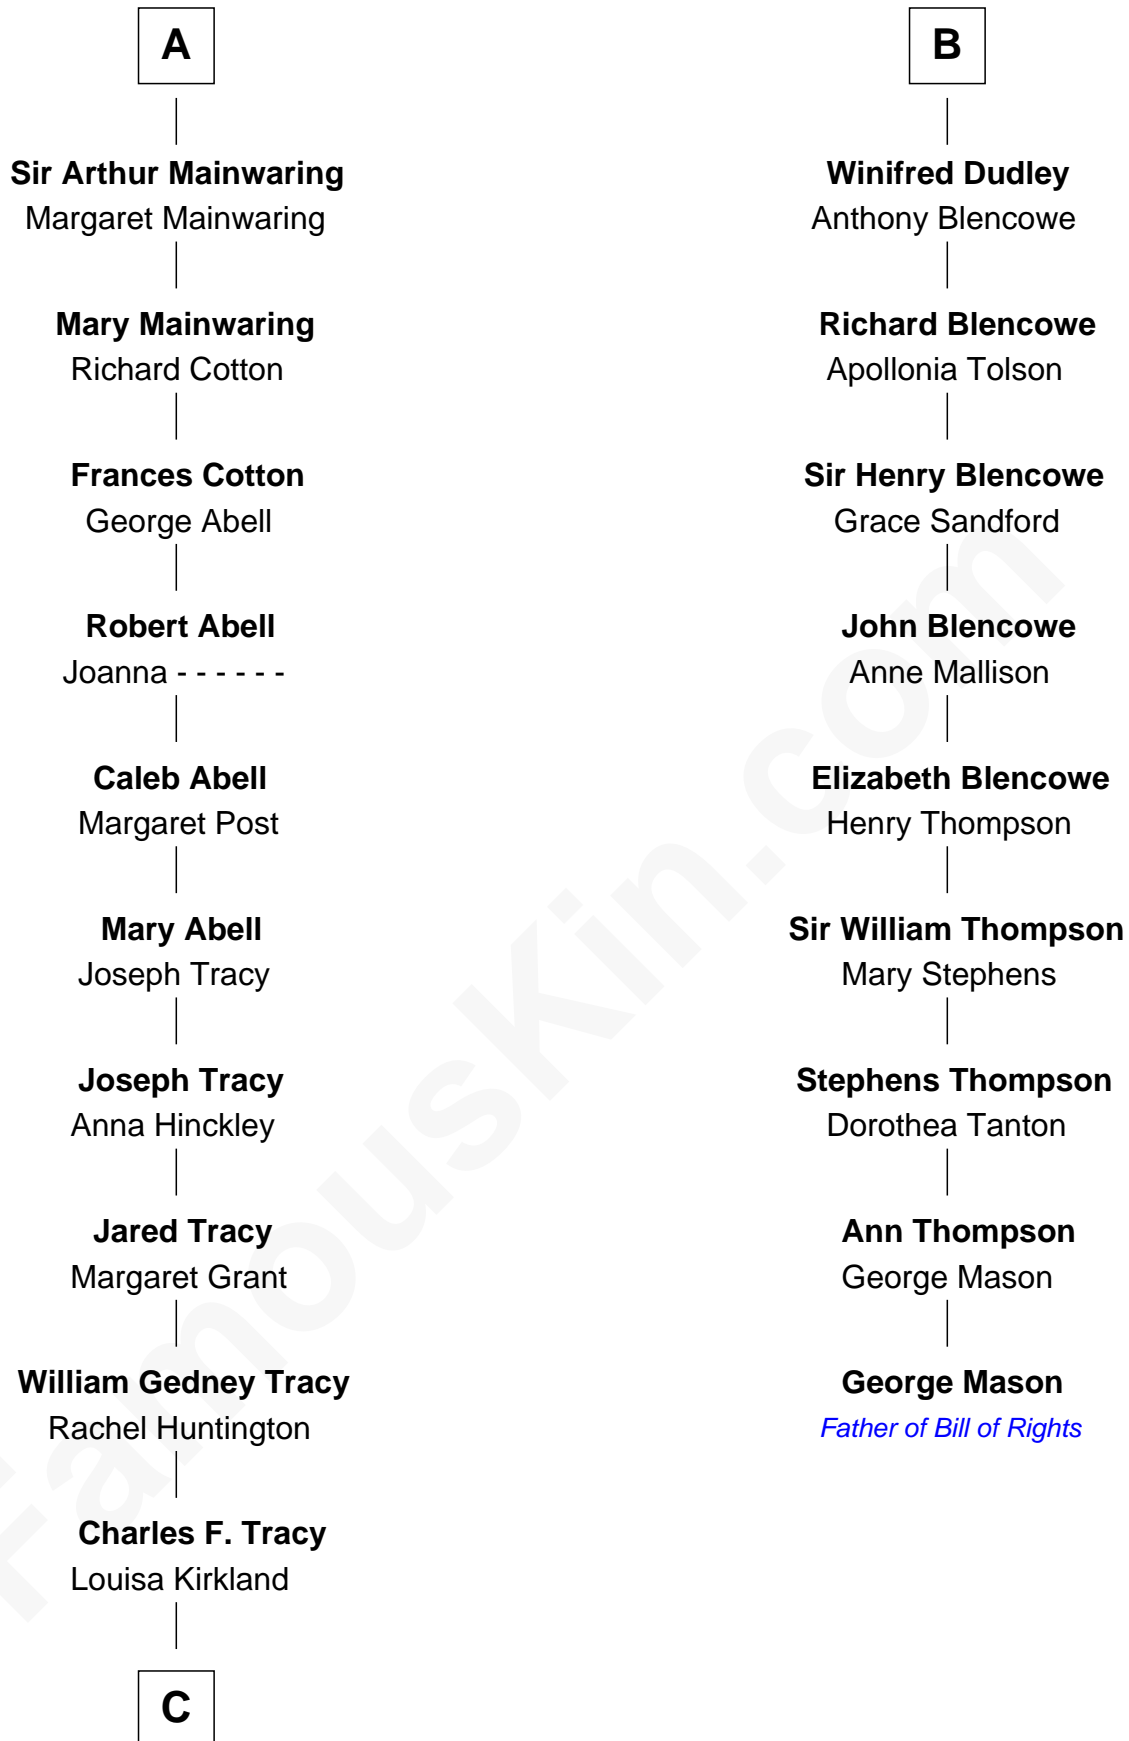 A
Sir Arthur Mainwaring
Margaret Mainwaring
Mary Mainwaring
Richard Cotton
Frances Cotton
George Abell
Robert Abell
Joanna - - - - - -
Caleb Abell
Margaret Post
Mary Abell
Joseph Tracy
Joseph Tracy
Anna Hinckley
Jared Tracy
Margaret Grant
William Gedney Tracy
Rachel Huntington
Charles F. Tracy
Louisa Kirkland
C
B
Winifred Dudley
Anthony Blencowe
Richard Blencowe
Apollonia Tolson
Sir Henry Blencowe
Grace Sandford
John Blencowe
Anne Mallison
Elizabeth Blencowe
Henry Thompson
Sir William Thompson
Mary Stephens
Stephens Thompson
Dorothea Tanton
Ann Thompson
George Mason
George Mason
Father of Bill of Rights
FamousKin.com